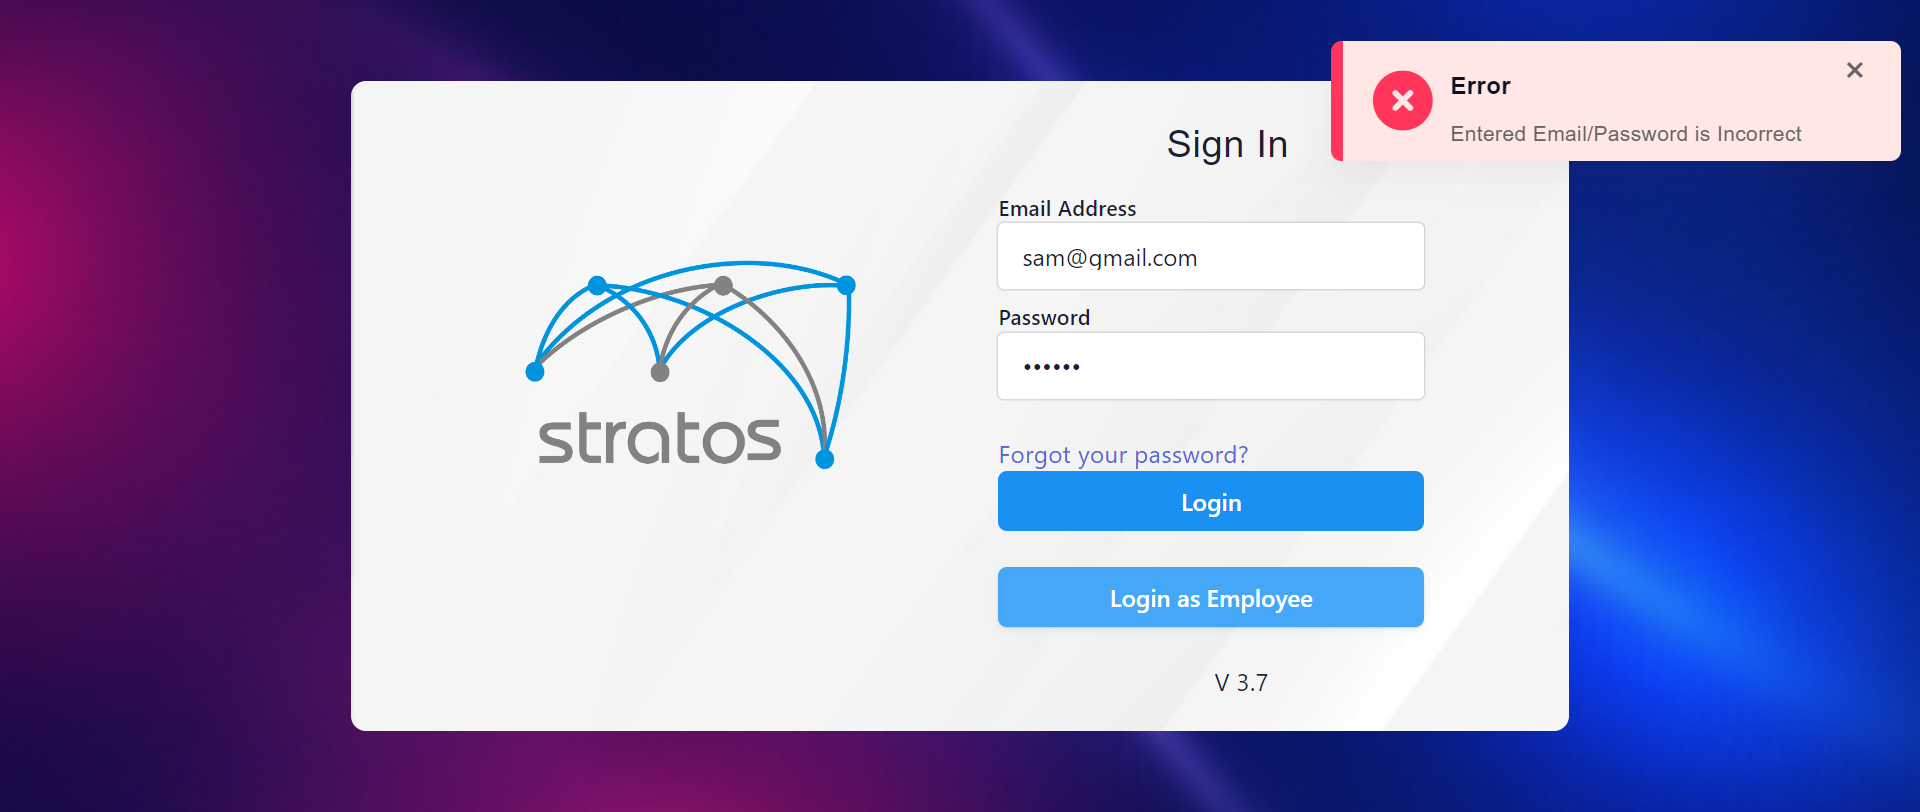 Error
Entered Email/Password is Incorrect
Sign In
Email Address
sam@gmail.com
Password
••••••
Forgot your password?
Login
Login as Employee
V 3.7
stratos